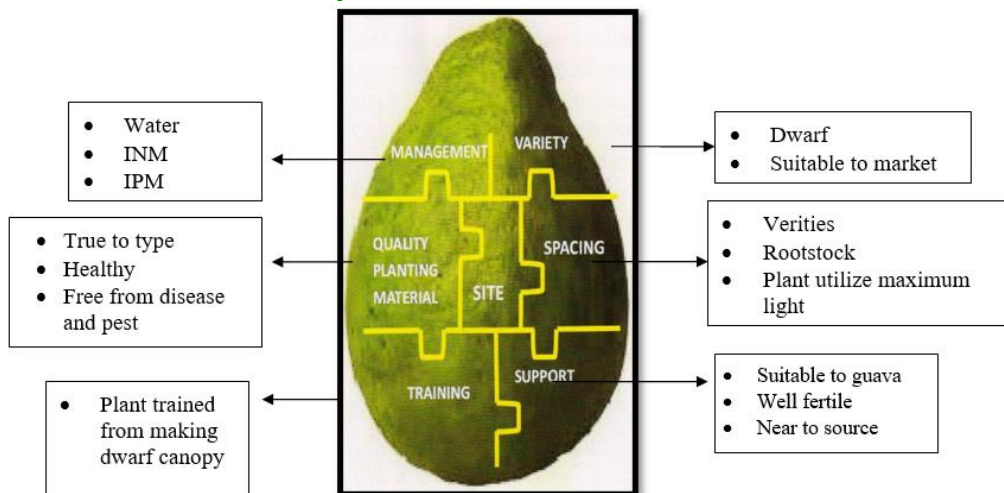 Water
INM
IPM
True to type
Healthy
Free from disease
and pest
Plant trained
from making
dwarf canopy
MANAGEMENT
VARIETY
QUALITY
PLANTING
MATERIAL
SITE
SPACING
TRAINING
SUPPORT
Dwarf
Suitable to market
Verities
Rootstock
Plant utilize maximum
light
Suitable to guava
Well fertile
Near to source